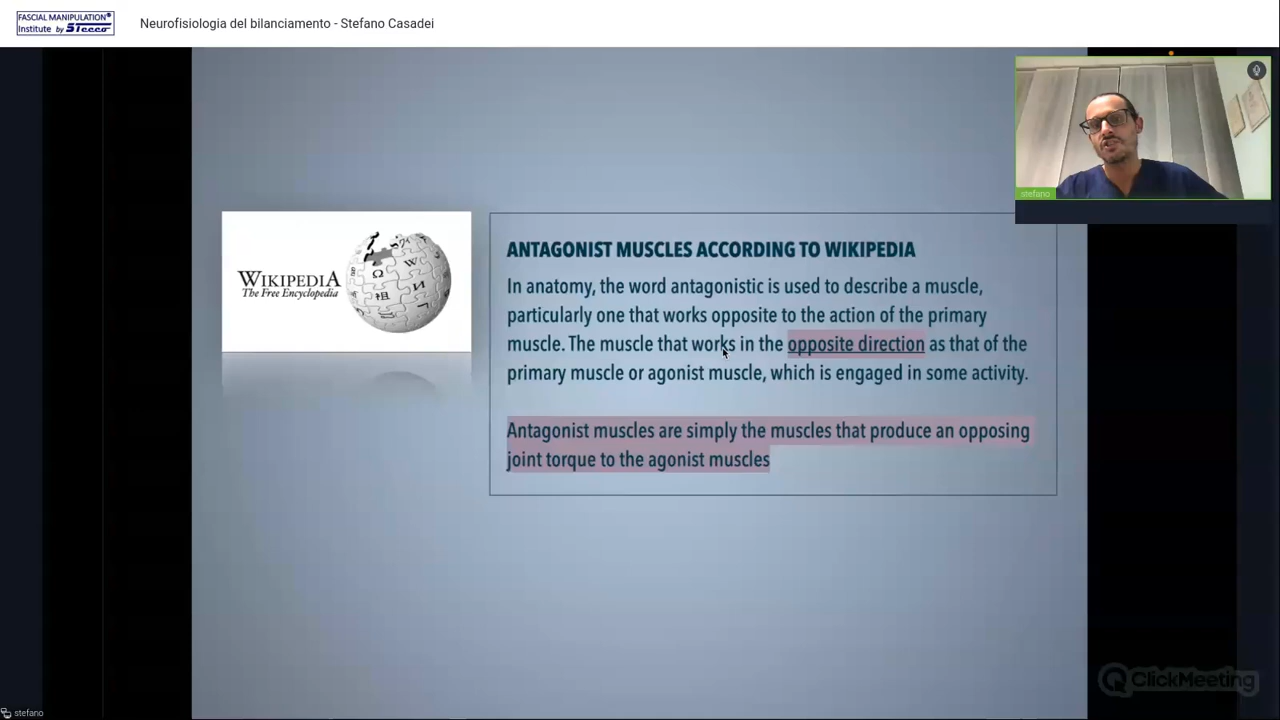 FASCIAL MANIPULATION®
Institute by Stecco
Neurofisiologia del bilanciamento - Stefano Casadei
stefano
WIKIPEDIA
The Free Encyclopedia
ANTAGONIST MUSCLES ACCORDING TO WIKIPEDIA
In anatomy, the word antagonistic is used to describe a muscle,
particularly one that works opposite to the action of the primary
muscle. The muscle that works in the opposite direction as that of the
primary muscle or agonist muscle, which is engaged in some activity.
Antagonist muscles are simply the muscles that produce an opposing
joint torque to the agonist muscles
ClickMeeting
stefano